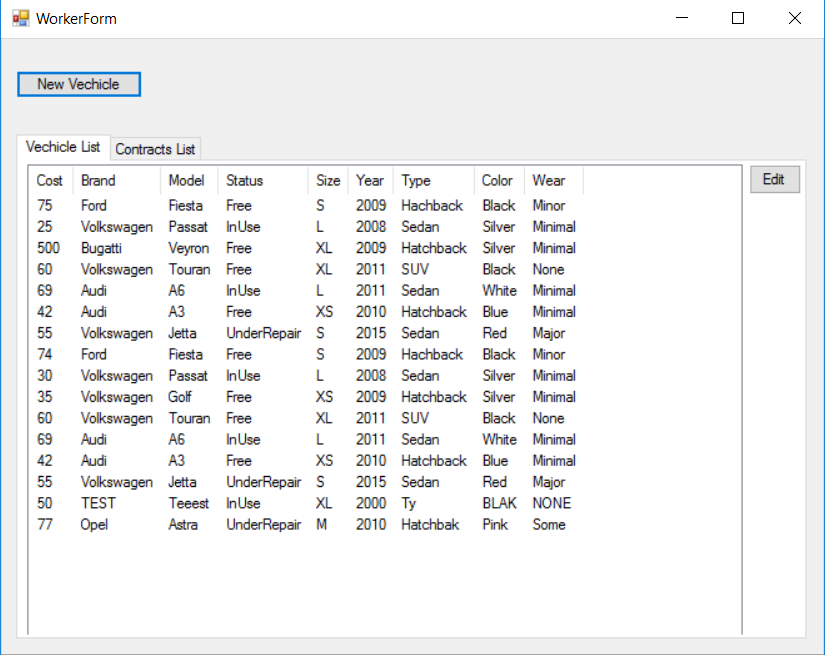 WorkerForm
New Vechicle
Vechicle List Contracts List
Cost Brand Model Status Size Year Type Color Wear Edit
75 Ford Fiesta Free S 2009 Hachback Black Minor
25 Volkswagen Passat InUse L 2008 Sedan Silver Minimal
500 Bugatti Veyron Free XL 2009 Hatchback Silver Minimal
60 Volkswagen Touran Free XL 2011 SUV Black None
69 Audi A6 InUse L 2011 Sedan White Minimal
42 Audi A3 Free XS 2010 Hatchback Blue Minimal
55 Volkswagen Jetta UnderRepair S 2015 Sedan Red Major
74 Ford Fiesta Free S 2009 Hachback Black Minor
30 Volkswagen Passat InUse L 2008 Sedan Silver Minimal
35 Volkswagen Golf Free XS 2009 Hatchback Silver Minimal
60 Volkswagen Touran Free XL 2011 SUV Black None
69 Audi A6 InUse L 2011 Sedan White Minimal
42 Audi A3 Free XS 2010 Hatchback Blue Minimal
55 Volkswagen Jetta UnderRepair S 2015 Sedan Red Major
50 TEST Teeest InUse XL 2000 Ty BLAK NONE
77 Opel Astra UnderRepair M 2010 Hatchbak Pink Some